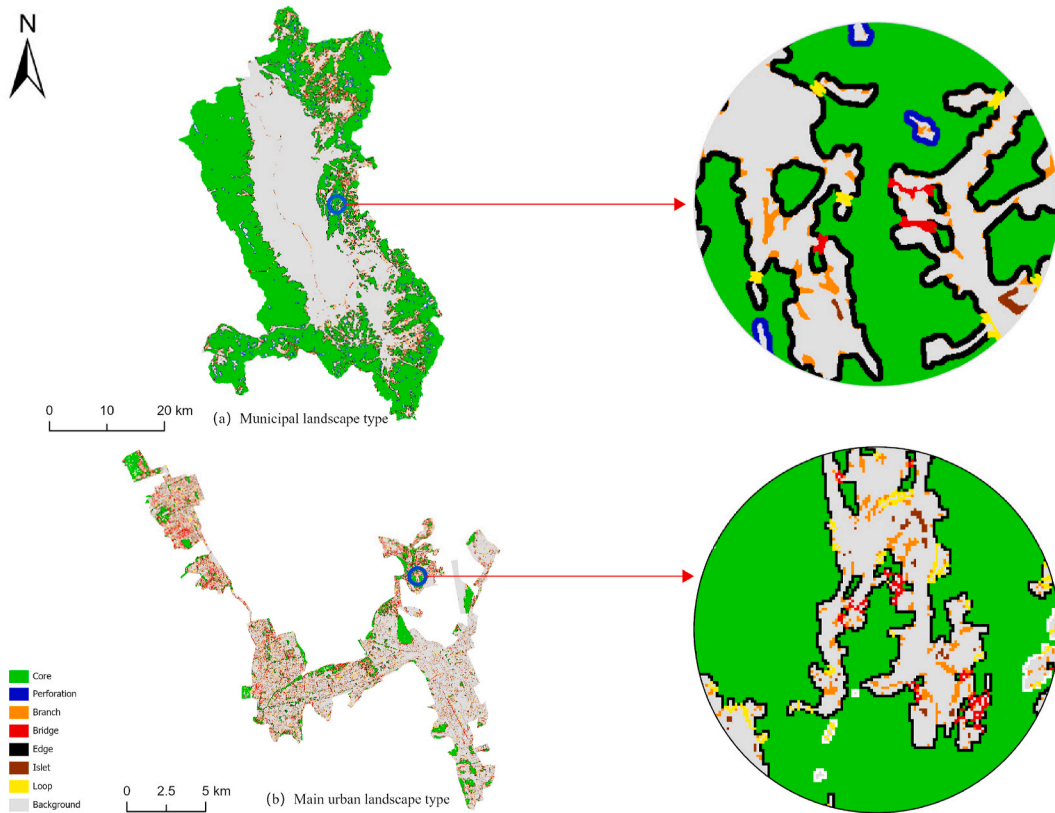 N
0 10 20 km
(a) Municipal landscape type
Core
Perforation
Branch
Bridge
Edge
Islet
Loop
Background
0 2.5 5 km
(b) Main urban landscape type